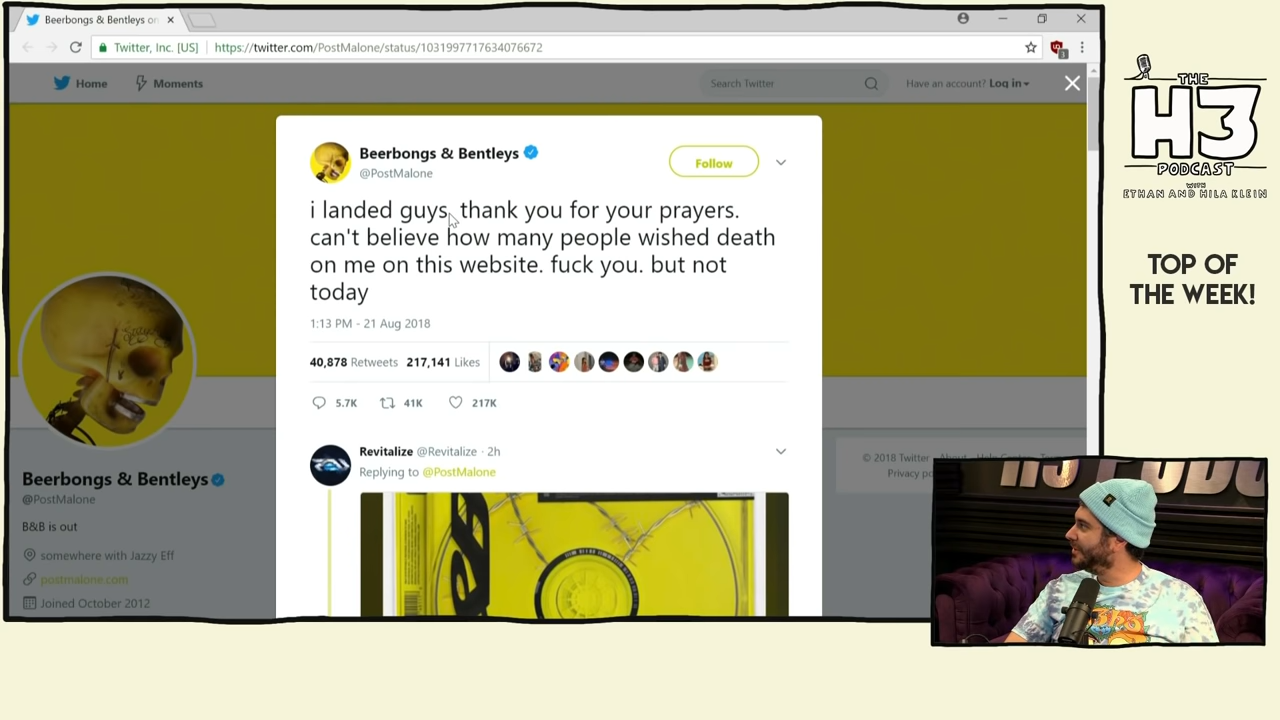 Beerbongs & Bentleys on
Twitter, Inc. [US]
https://twitter.com/PostMalone/status/1031997717634076672
Home
Moments
Search Twitter
Have an account? Log in
Beerbongs & Bentleys
@PostMalone
Follow
i landed guys, thank you for your prayers.
can't believe how many people wished death
on me on this website. fuck you. but not
today
1:13 PM - 21 Aug 2018
40,878 Retweets 217,141 Likes
5.7K
41K
217K
Revitalize @Revitalize · 2h
Replying to @PostMalone
Beerbongs & Bentleys
@PostMalone
B&B is out
somewhere with Jazzy Eff
postmalone.com
Joined October 2012
© 2018 Twitter About Help Center
Privacy
THE
H3
PODCAST
WITH
ETHAN AND HILA KLEIN
TOP OF
THE WEEK!